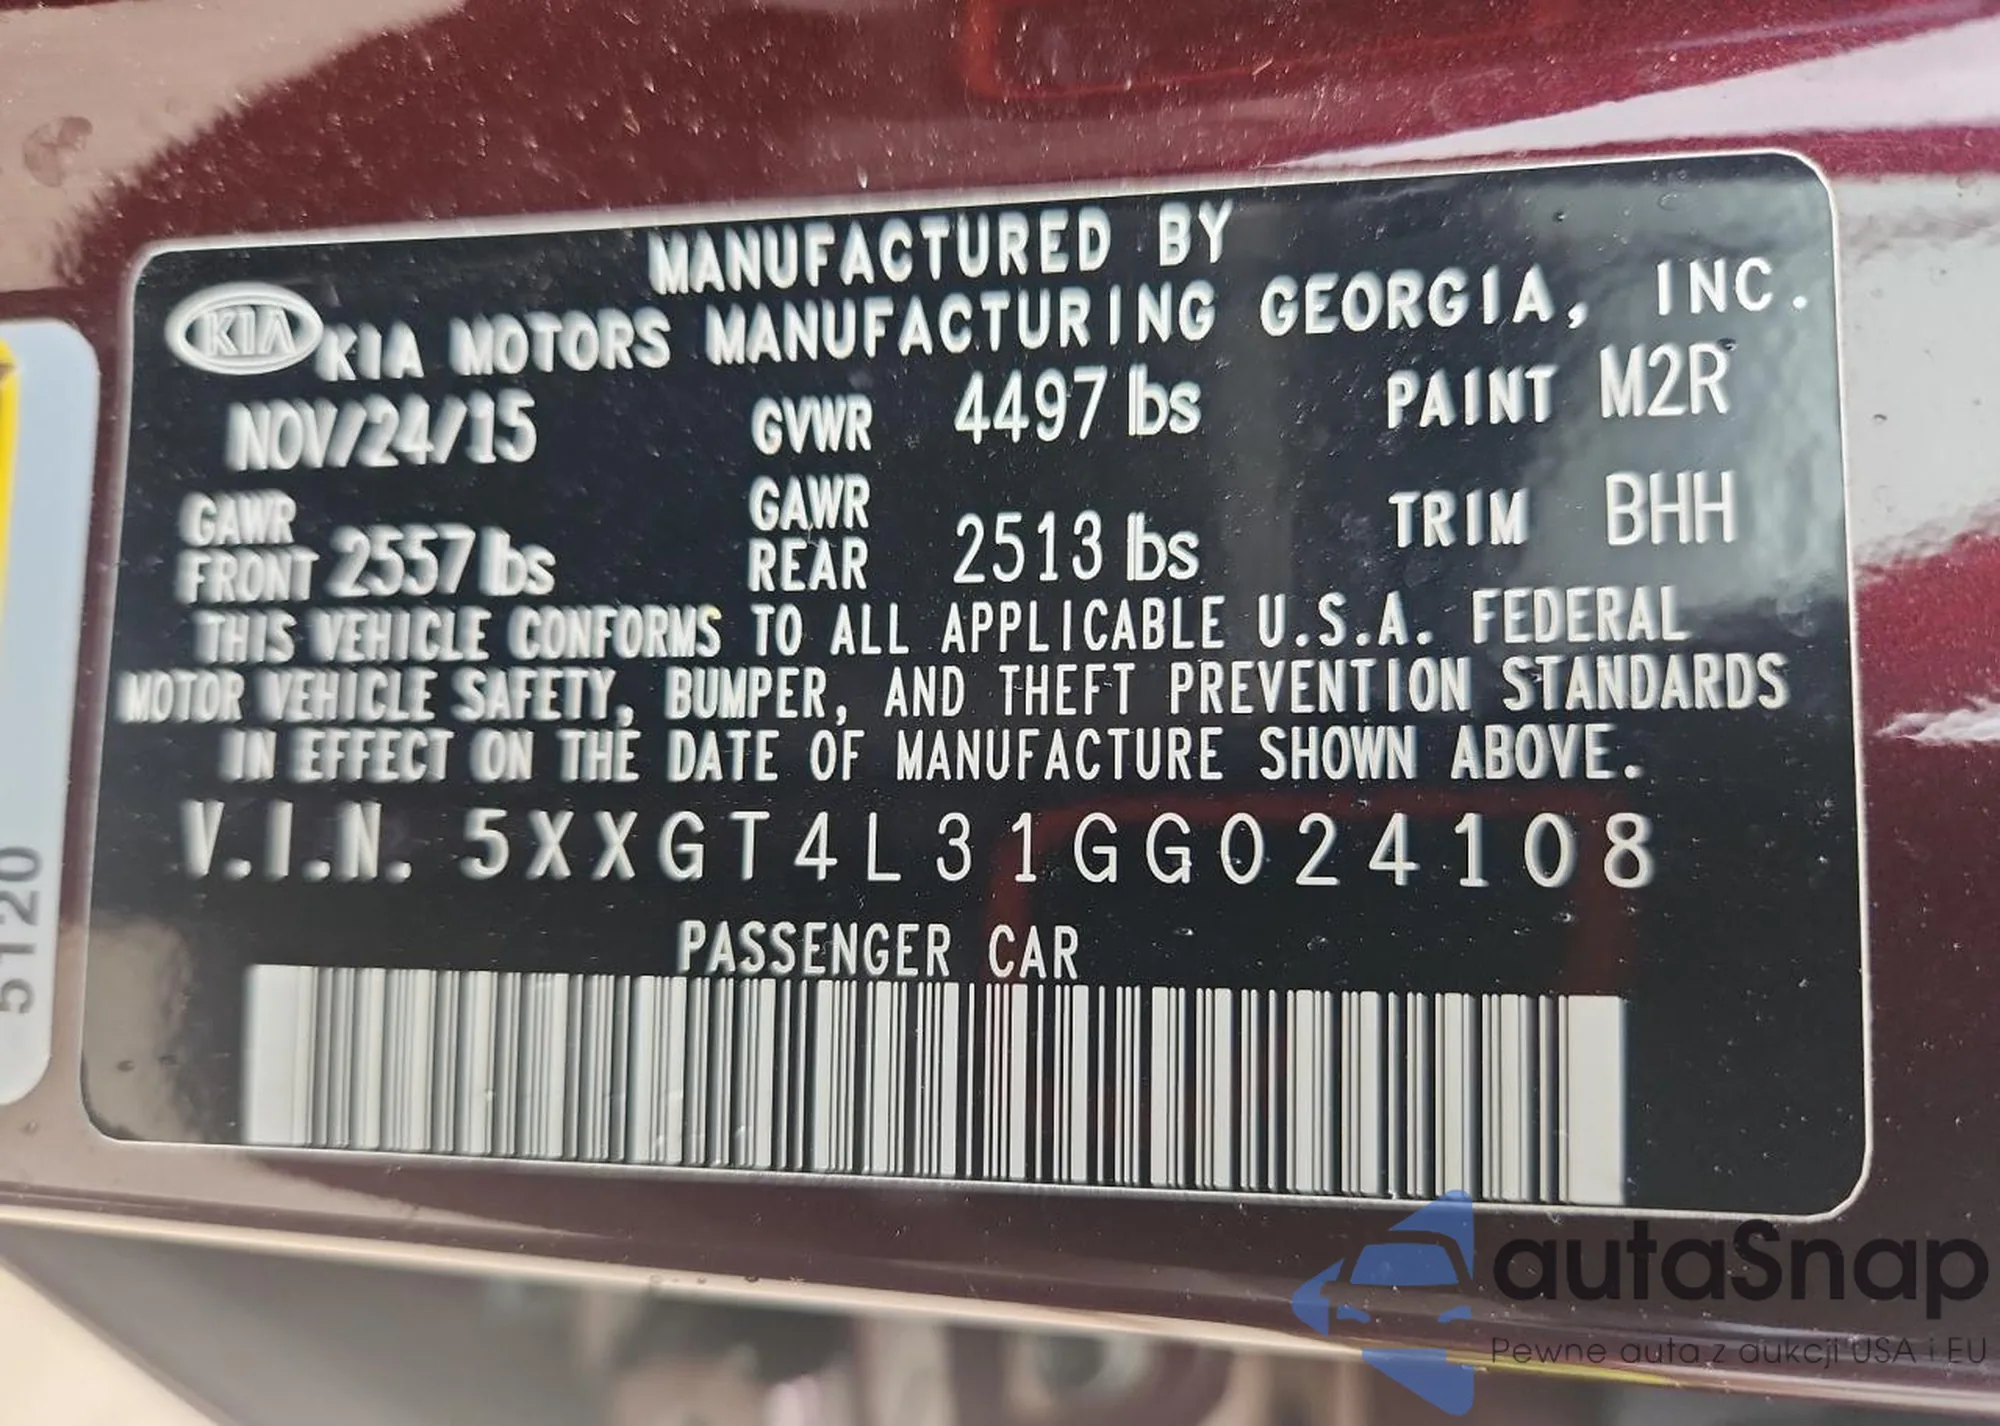 MANUFACTURED BY
KIA KIA MOTORS MANUFACTURING GEORGIA, INC.
NOV/24/15 GVWR 4497 lbs PAINT M2R
GAWR FRONT 2557 lbs GAWR REAR 2513 lbs TRIM BHH
THIS VEHICLE CONFORMS TO ALL APPLICABLE U.S.A. FEDERAL
MOTOR VEHICLE SAFETY, BUMPER, AND THEFT PREVENTION STANDARDS
IN EFFECT ON THE DATE OF MANUFACTURE SHOWN ABOVE.
V.I.N. 5XXGT4L31GG024108
PASSENGER CAR
5120
autaSnap
Pewne auta z aukcji USA i EU